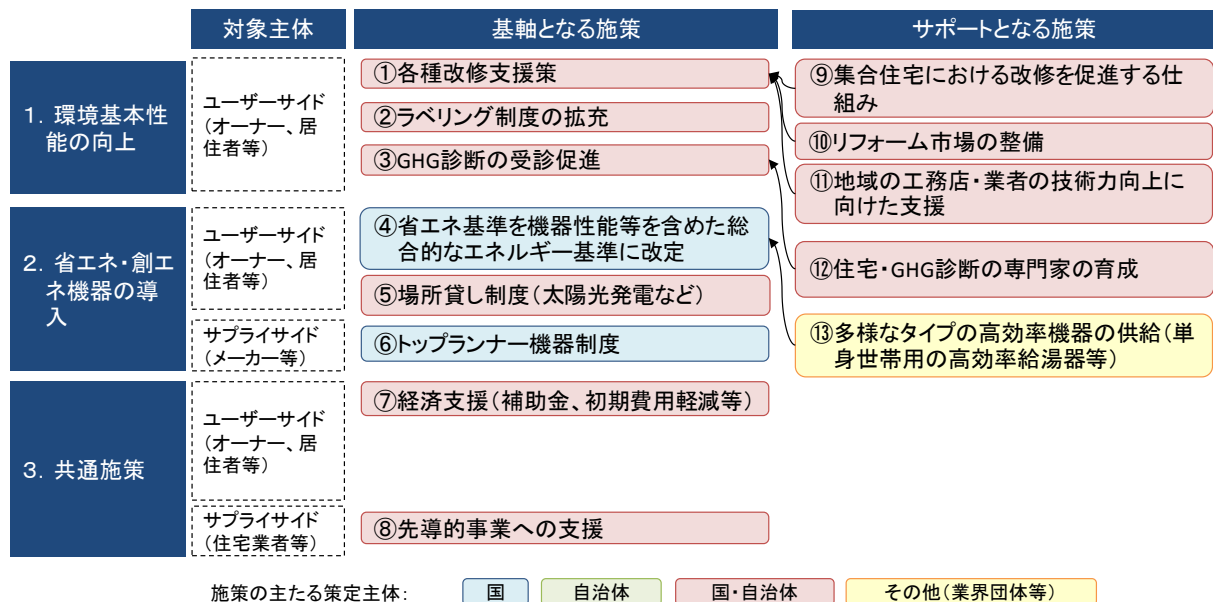 対象主体
基軸となる施策
サポートとなる施策
1．環境基本性
能の向上
ユーザーサイド
(オーナー、居
住者等)
①各種改修支援策
②ラベリング制度の拡充
③GHG診断の受診促進
⑨集合住宅における改修を促進する仕
組み
⑩リフォーム市場の整備
⑪地域の工務店・業者の技術力向上に
向けた支援
2．省エネ・創エ
ネ機器の導
入
ユーザーサイド
(オーナー、居
住者等)
④省エネ基準を機器性能等を含めた総
合的なエネルギー基準に改定
⑤場所貸し制度(太陽光発電など)
サプライサイド
(メーカー等)
⑥トップランナー機器制度
⑫住宅・GHG診断の専門家の育成
⑬多様なタイプの高効率機器の供給(単
身世帯用の高効率給湯器等)
3．共通施策
ユーザーサイド
(オーナー、居
住者等)
⑦経済支援(補助金、初期費用軽減等)
サプライサイド
(住宅業者等)
⑧先導的事業への支援
施策の主たる策定主体:
国
自治体
国・自治体
その他(業界団体等)